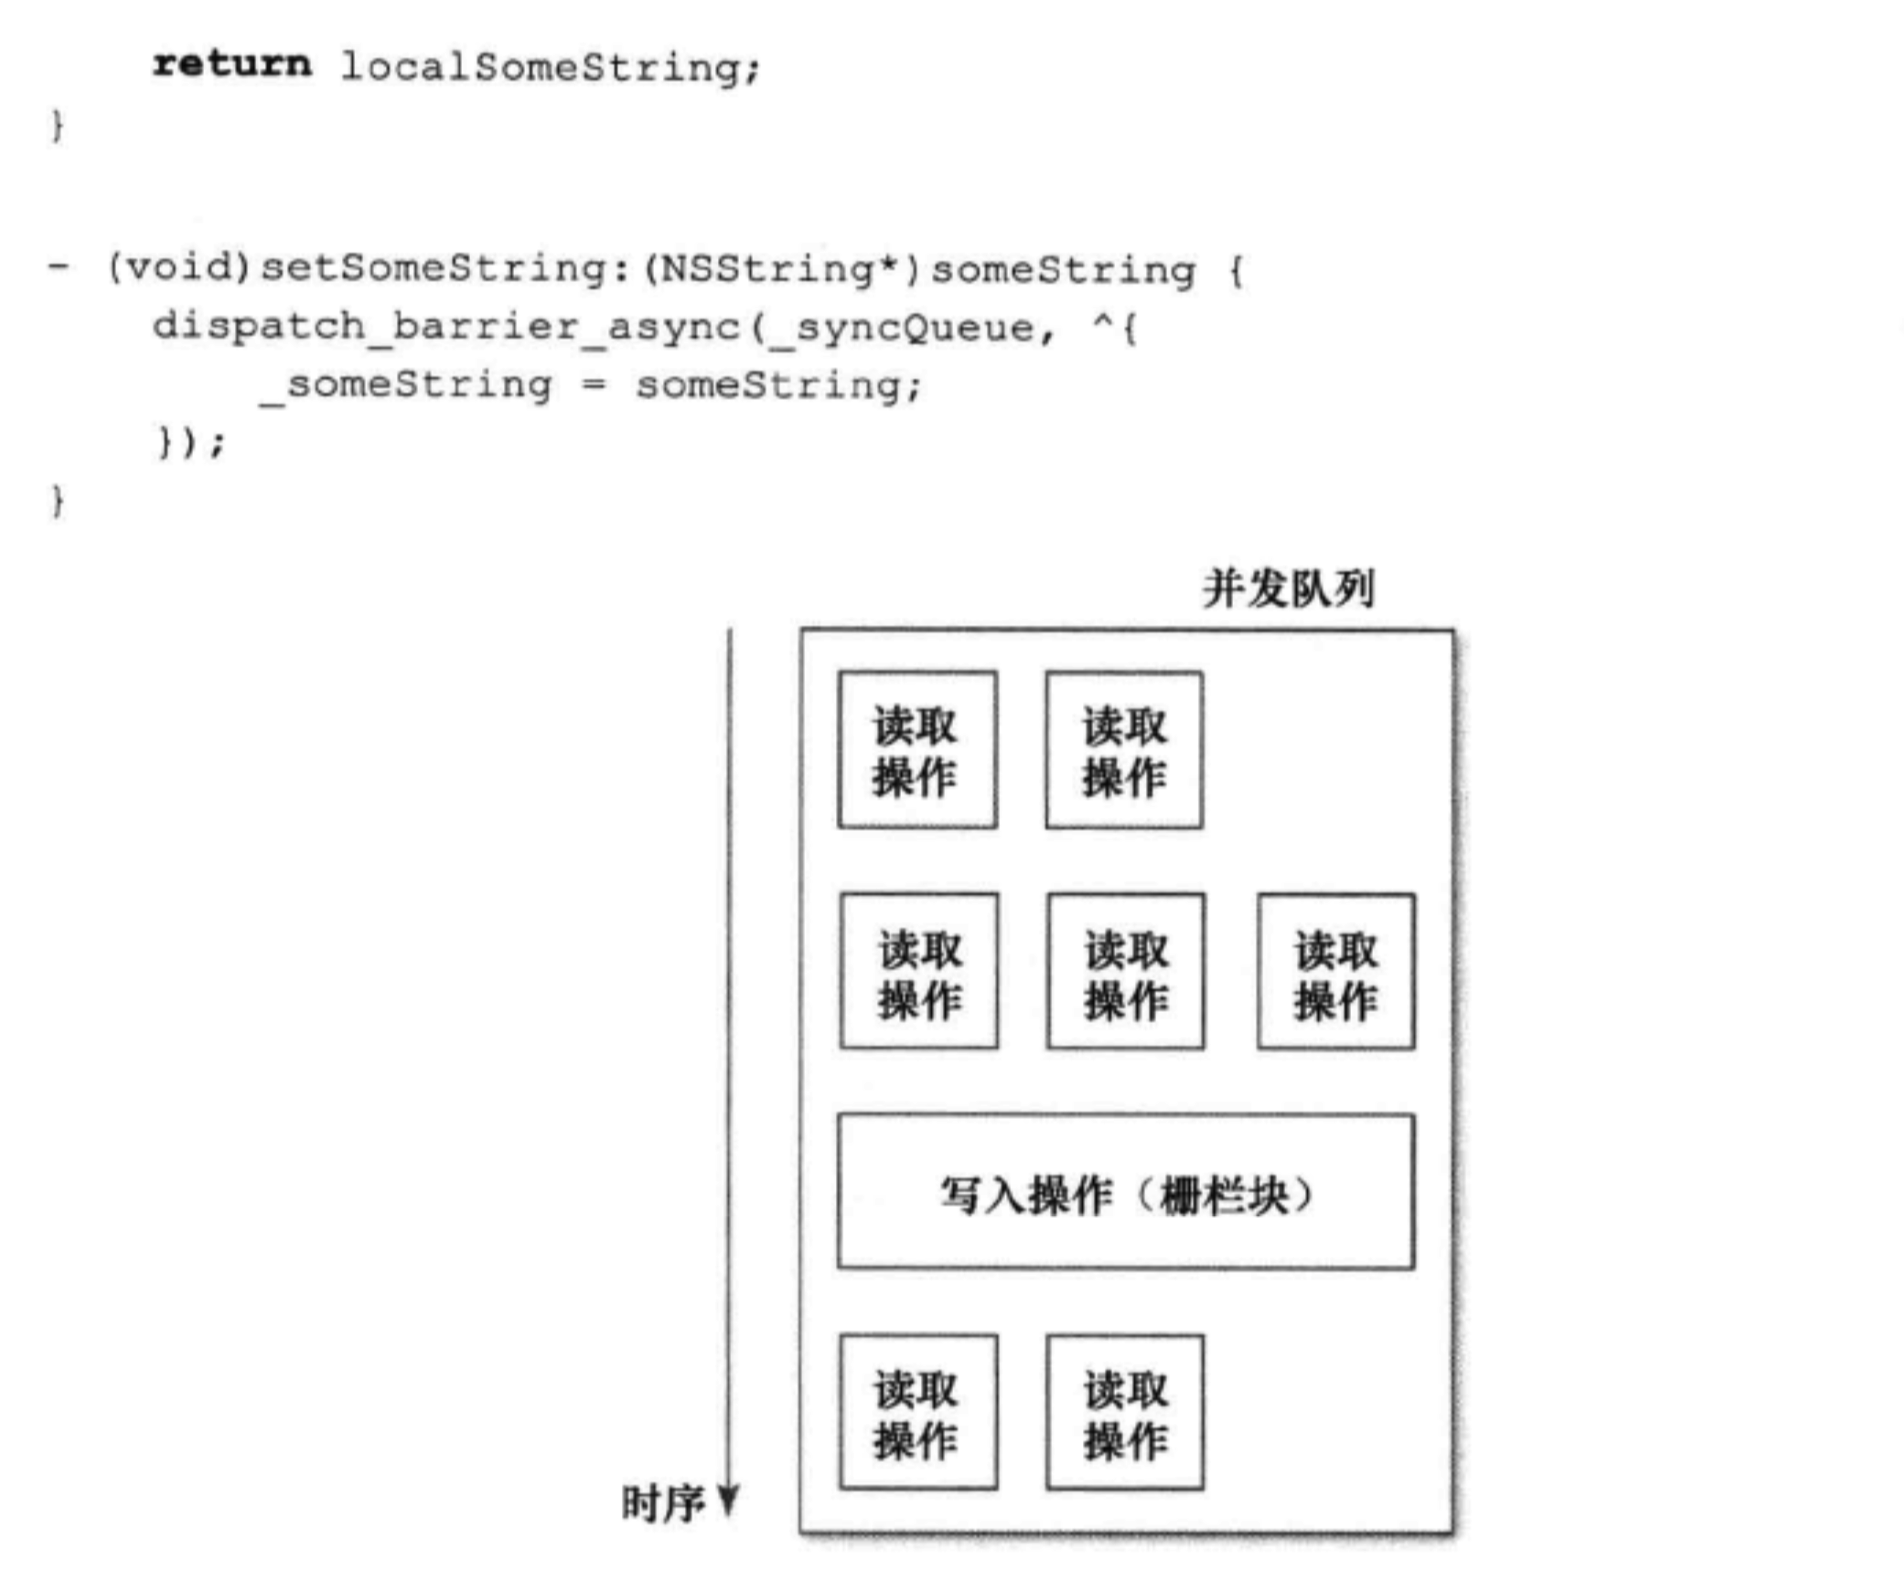 return localSomeString;
}
- (void)setSomeString:(NSString*)someString {
dispatch_barrier_async(_syncQueue, ^{
_someString = someString;
});
}
并发队列
读取
操作
读取
操作
读取
操作
读取
操作
读取
操作
写入操作（栅栏块）
读取
操作
读取
操作
时序